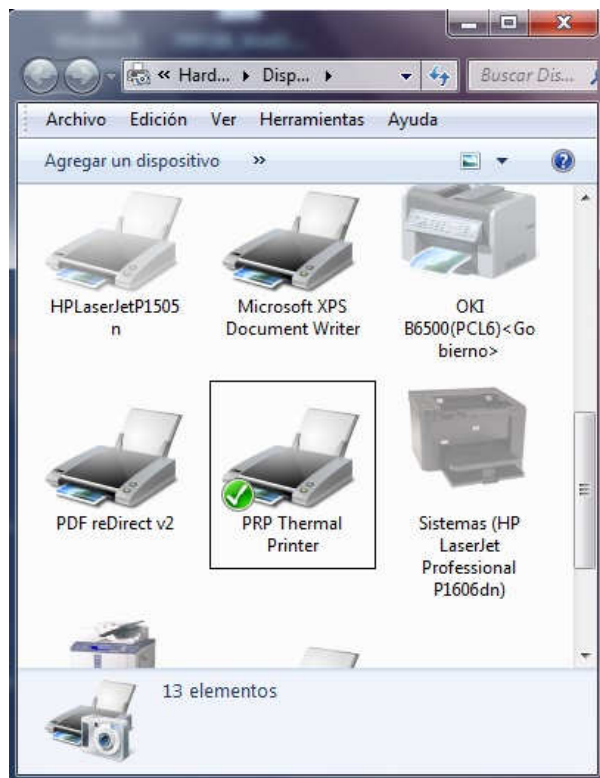 « Hard... ▸ Disp... ▸
Buscar Dis...
Archivo Edición Ver Herramientas Ayuda
Agregar un dispositivo »
HPLaserJetP1505
n
Microsoft XPS
Document Writer
OKI
B6500(PCL6)<Go
bierno>
PDF reDirect v2
PRP Thermal
Printer
Sistemas (HP
LaserJet
Professional
P1606dn)
13 elementos